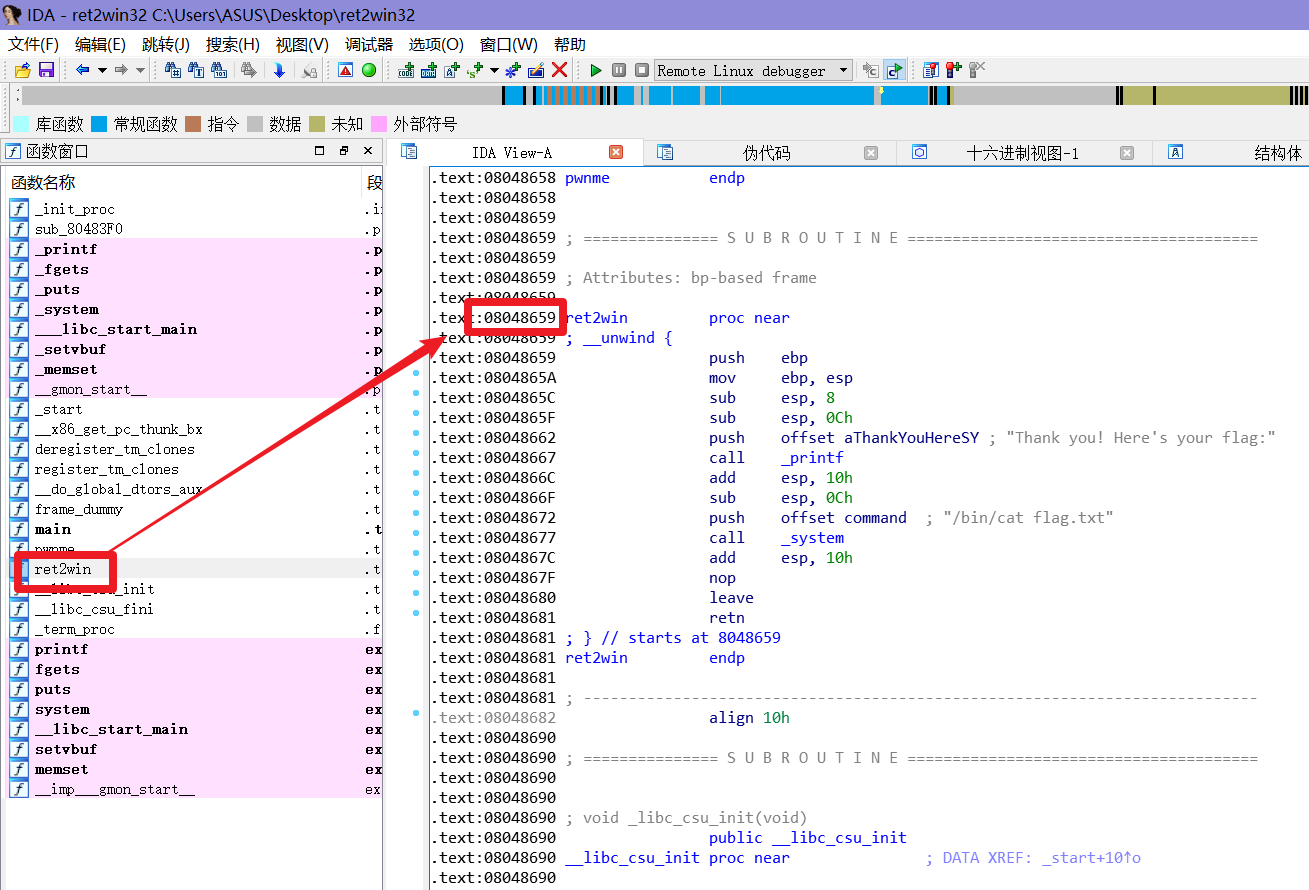 IDA - ret2win32 C:\Users\ASUS\Desktop\ret2win32
文件(F) 编辑(E) 跳转(J) 搜索(H) 视图(V) 调试器 选项(O) 窗口(W) 帮助
Remote Linux debugger
库函数 常规函数 指令 数据 未知 外部符号
函数窗口
函数名称 段
_init_proc .i
sub_80483F0 .p
_printf .p
_fgets .p
_puts .p
_system .p
___libc_start_main .p
_setvbuf .p
_memset .p
__gmon_start__ .p
_start .t
__x86_get_pc_thunk_bx .t
deregister_tm_clones .t
register_tm_clones .t
__do_global_dtors_aux .t
frame_dummy .t
main .t
pwnme .t
ret2win .t
__libc_csu_init .t
__libc_csu_fini .t
_term_proc .f
printf ex
fgets ex
puts ex
system ex
__libc_start_main ex
setvbuf ex
memset ex
__imp___gmon_start__ ex
IDA View-A 伪代码 十六进制视图-1 结构体
.text:08048658 pwnme endp
.text:08048658
.text:08048659
.text:08048659 ; =============== S U B R O U T I N E =======================================
.text:08048659
.text:08048659 ; Attributes: bp-based frame
.text:08048659
.text:08048659 ret2win proc near
.text:08048659 ; __unwind {
.text:08048659 push ebp
.text:0804865A mov ebp, esp
.text:0804865C sub esp, 8
.text:0804865F sub esp, 0Ch
.text:08048662 push offset aThankYouHereSY ; "Thank you! Here's your flag:"
.text:08048667 call _printf
.text:0804866C add esp, 10h
.text:0804866F sub esp, 0Ch
.text:08048672 push offset command ; "/bin/cat flag.txt"
.text:08048677 call _system
.text:0804867C add esp, 10h
.text:0804867F nop
.text:08048680 leave
.text:08048681 retn
.text:08048681 ; } // starts at 8048659
.text:08048681 ret2win endp
.text:08048681
.text:08048681 ; ---------------------------------------------------------------------------
.text:08048682 align 10h
.text:08048690
.text:08048690 ; =============== S U B R O U T I N E =======================================
.text:08048690
.text:08048690
.text:08048690 ; void _libc_csu_init(void)
.text:08048690 public __libc_csu_init
.text:08048690 __libc_csu_init proc near ; DATA XREF: _start+10↑o
.text:08048690